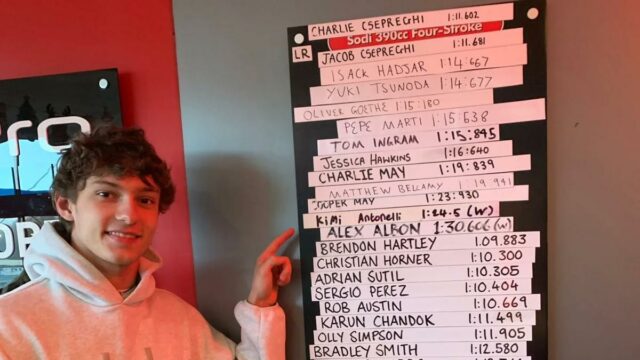 CHARLIE CSEPREGHI 1:11.602
Sodi 390cc Four-Stroke
LR JACOB CSEPREGHI 1:11.681
ISACK HADJAR 1:14:667
YUKI TSUNODA 1:14:677
OLIVER GOETHE 1:15:180
PEPE MARTI 1:15:638
TOM INGRAM 1:15:845
JESSICA HAWKINS 1:16:640
CHARLIE MAY 1:19:839
MATTHEW BELLAMY 1:19:941
COOPER MAY 1:23:930
KiMi Antonelli 1:24.5 (W)
ALEX ALBON 1:30.606 (W)
BRENDON HARTLEY 1.09.883
CHRISTIAN HORNER 1:10.300
ADRIAN SUTIL 1:10.305
SERGIO PEREZ 1:10.404
ROB AUSTIN 1:10.669
KARUN CHANDOK 1:11.499
OLLY SIMPSON 1:11.905
BRADLEY SMITH 1:12.580